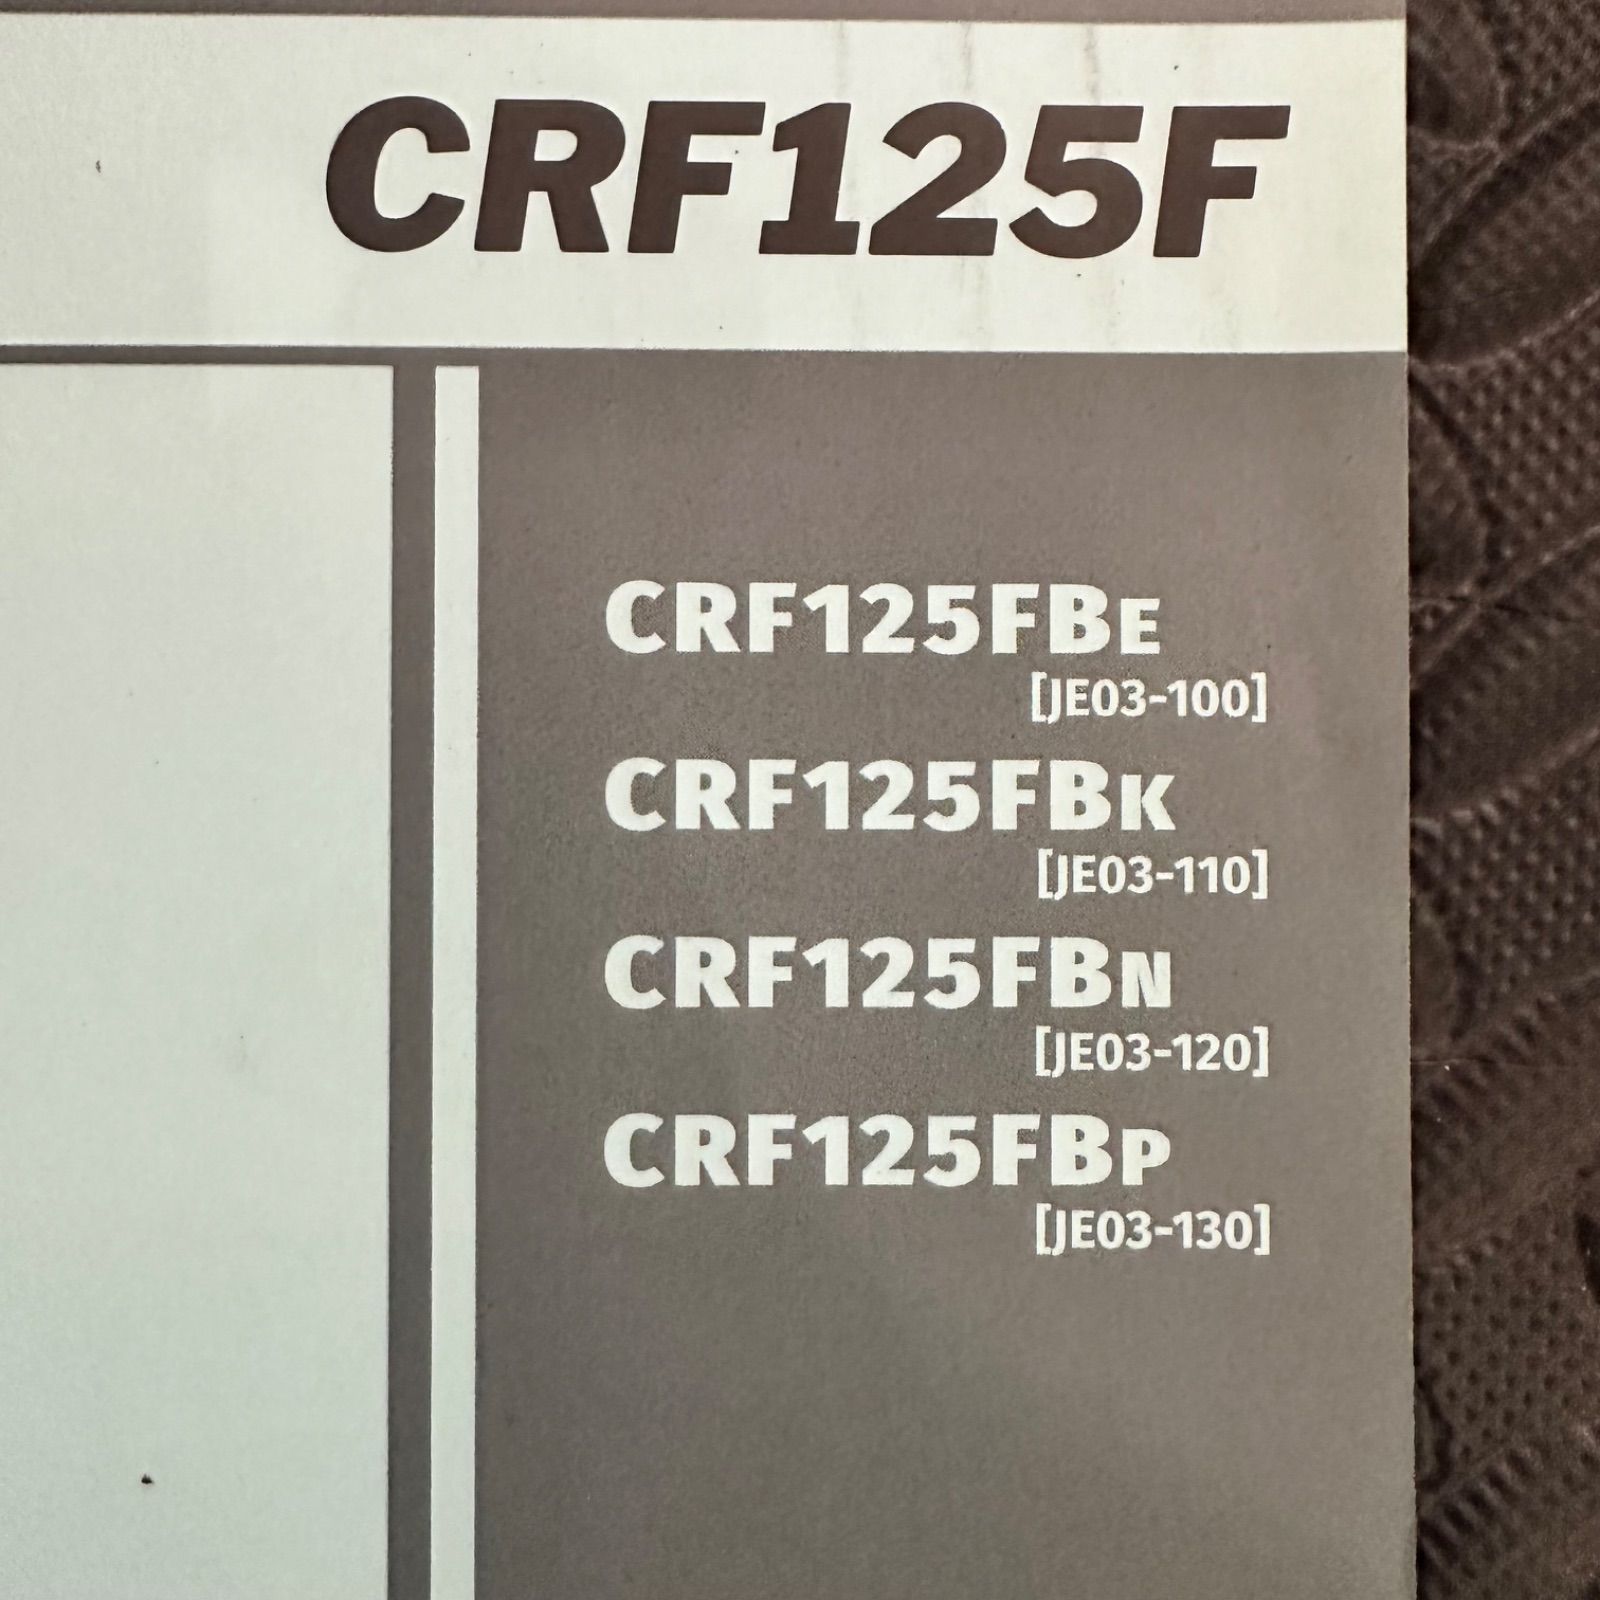 CRF125F
CRF125FBE
[JE03-100]
CRF125FBK
[JE03-110]
CRF125FBN
[JE03-120]
CRF125FBP
[JE03-130]